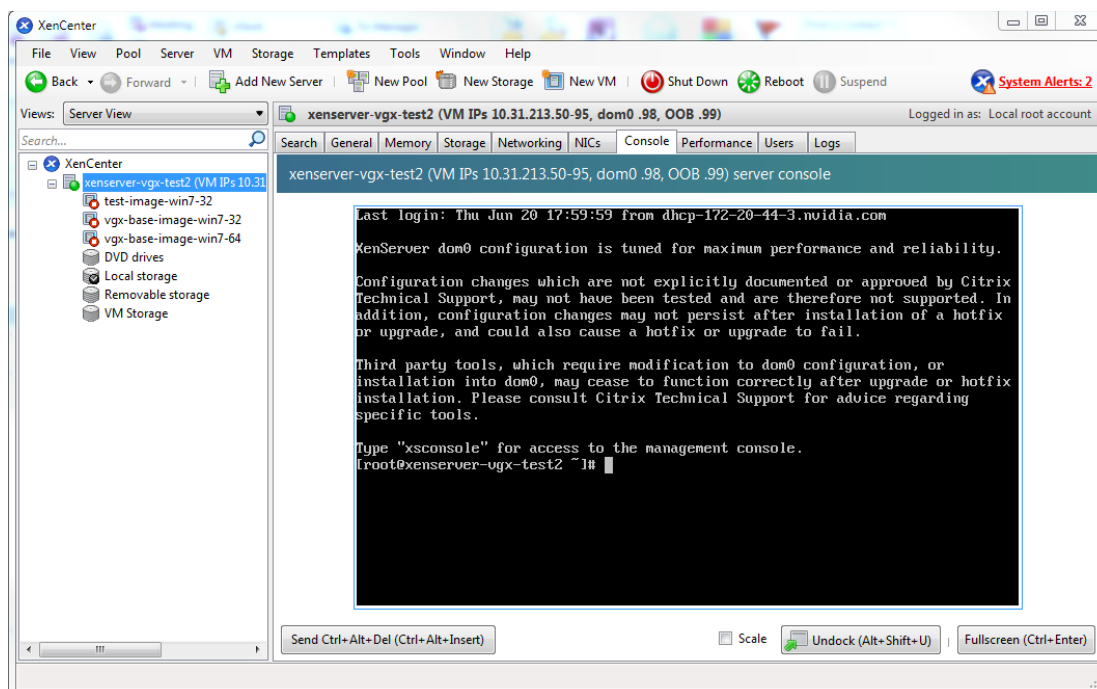 XenCenter
File View Pool Server VM Storage Templates Tools Window Help
Back Forward Add New Server New Pool New Storage New VM Shut Down Reboot Suspend System Alerts: 2
Views: Server View
xenserver-vgx-test2 (VM IPs 10.31.213.50-95, dom0 .98, OOB .99) Logged in as: Local root account
Search...
Search General Memory Storage Networking NICs Console Performance Users Logs
XenCenter
xenserver-vgx-test2 (VM IPs 10.31
test-image-win7-32
vgx-base-image-win7-32
vgx-base-image-win7-64
DVD drives
Local storage
Removable storage
VM Storage
xenserver-vgx-test2 (VM IPs 10.31.213.50-95, dom0 .98, OOB .99) server console
Last login: Thu Jun 20 17:59:59 from dhcp-172-20-44-3.nvidia.com
XenServer dom0 configuration is tuned for maximum performance and reliability.
Configuration changes which are not explicitly documented or approved by Citrix
Technical Support, may not have been tested and are therefore not supported. In
addition, configuration changes may not persist after installation of a hotfix
or upgrade, and could also cause a hotfix or upgrade to fail.
Third party tools, which require modification to dom0 configuration, or
installation into dom0, may cease to function correctly after upgrade or hotfix
installation. Please consult Citrix Technical Support for advice regarding
specific tools.
Type "xsconsole" for access to the management console.
[root@xenserver-vgx-test2 ~]#
Send Ctrl+Alt+Del (Ctrl+Alt+Insert) Scale Undock (Alt+Shift+U) Fullscreen (Ctrl+Enter)